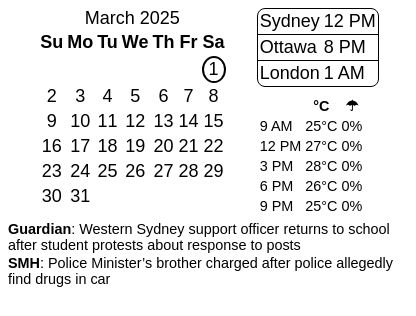 March 2025
Su Mo Tu We Th Fr Sa
1
2 3 4 5 6 7 8
9 10 11 12 13 14 15
16 17 18 19 20 21 22
23 24 25 26 27 28 29
30 31
Sydney 12 PM
Ottawa 8 PM
London 1 AM
°C ☂
9 AM 25°C 0%
12 PM 27°C 0%
3 PM 28°C 0%
6 PM 26°C 0%
9 PM 25°C 0%
Guardian: Western Sydney support officer returns to school
after student protests about response to posts
SMH: Police Minister’s brother charged after police allegedly
find drugs in car